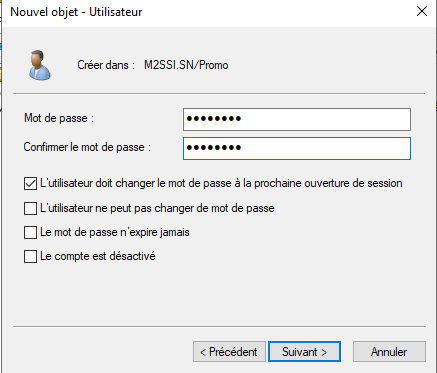 Nouvel objet - Utilisateur
Créer dans : M2SSI.SN/Promo
Mot de passe : ●●●●●●●●
Confirmer le mot de passe : ●●●●●●●●
L'utilisateur doit changer le mot de passe à la prochaine ouverture de session
L'utilisateur ne peut pas changer de mot de passe
Le mot de passe n'expire jamais
Le compte est désactivé
< Précédent Suivant > Annuler